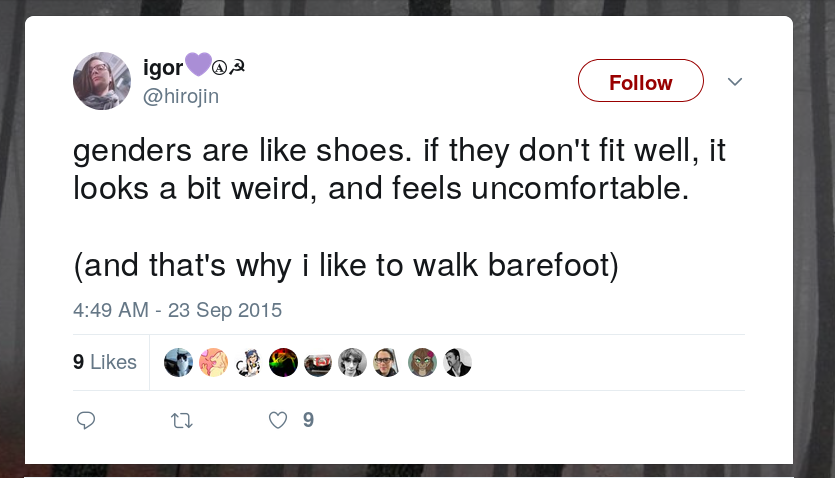 igor💜Ⓐ☭
@hirojin
Follow
genders are like shoes. if they don't fit well, it
looks a bit weird, and feels uncomfortable.
(and that's why i like to walk barefoot)
4:49 AM - 23 Sep 2015
9 Likes
9